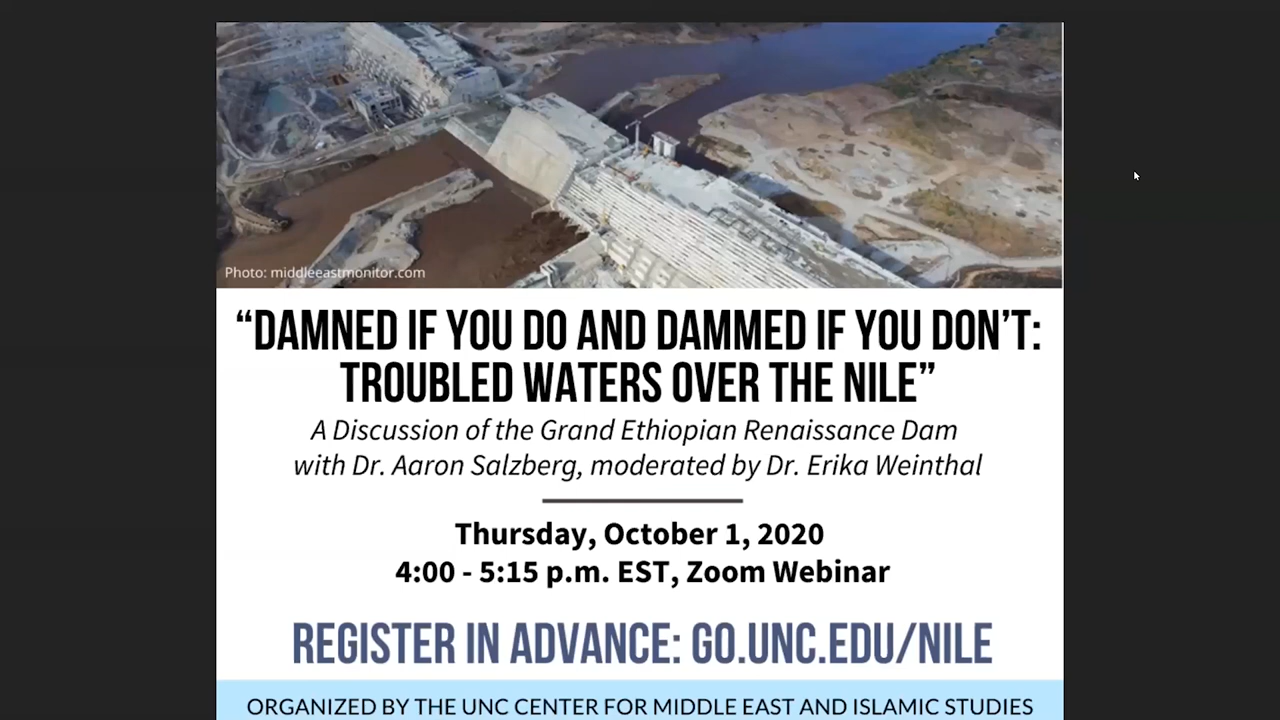 Photo: middleeastmonitor.com
“DAMNED IF YOU DO AND DAMMED IF YOU DON’T:
TROUBLED WATERS OVER THE NILE”
A Discussion of the Grand Ethiopian Renaissance Dam
with Dr. Aaron Salzberg, moderated by Dr. Erika Weinthal
Thursday, October 1, 2020
4:00 - 5:15 p.m. EST, Zoom Webinar
REGISTER IN ADVANCE: GO.UNC.EDU/NILE
ORGANIZED BY THE UNC CENTER FOR MIDDLE EAST AND ISLAMIC STUDIES